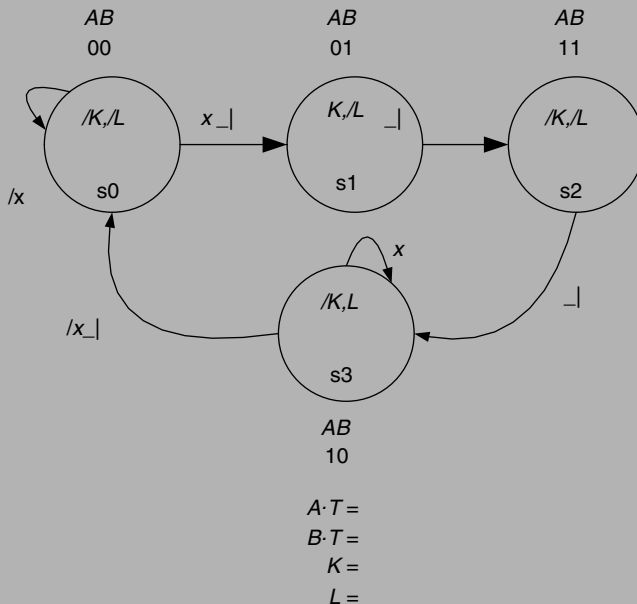 AB AB AB
00 01 11
/K,/L K,/L _| /K,/L
x _|
/x s0 s1 s2
x
/K,L _|
/x_|
s3
AB
10
A·T =
B·T =
K =
L =